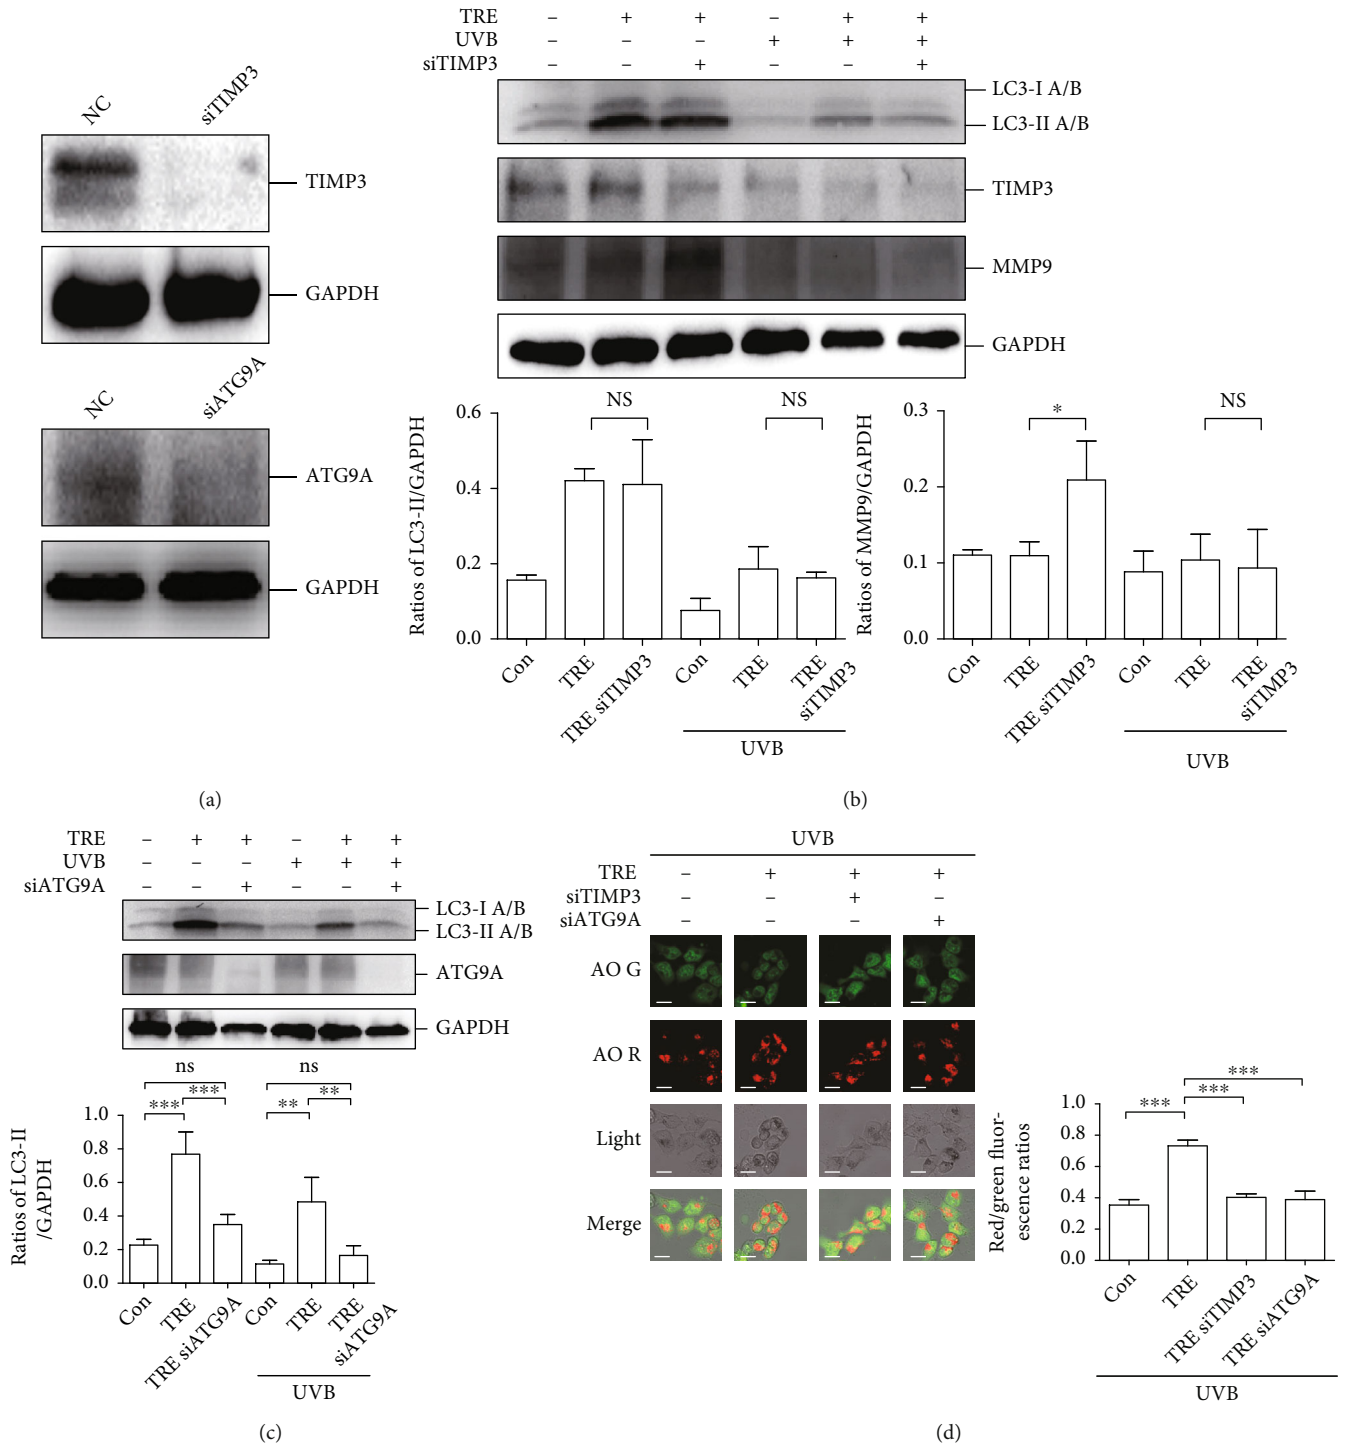 NC siTIMP3
TIMP3
GAPDH
NC siATG9A
ATG9A
GAPDH
(a)
TRE – + + – + +
UVB – – – + + +
siTIMP3 – – + – – +
LC3-I A/B
LC3-II A/B
TIMP3
MMP9
GAPDH
Ratios of LC3-II/GAPDH
0.6
0.4
0.2
0.0
NS
NS
Con TRE TRE siTIMP3 Con TRE TRE siTIMP3
UVB
Ratios of MMP9/GAPDH
0.3
0.2
0.1
0.0
*
NS
Con TRE TRE siTIMP3 Con TRE TRE siTIMP3
UVB
(b)
TRE – + + – + +
UVB – – – + + +
siATG9A – – + – – +
LC3-I A/B
LC3-II A/B
ATG9A
GAPDH
ns ns
*** *** ** **
Ratios of LC3-II
/GAPDH
1.0
0.8
0.6
0.4
0.2
0.0
Con TRE TRE siATG9A Con TRE TRE siATG9A
UVB
(c)
UVB
TRE – + + +
siTIMP3 – – + –
siATG9A – – – +
AO G
AO R
Light
Merge
Red/green fluor-
escence ratios
1.0
0.8
0.6
0.4
0.2
0.0
***
***
***
Con TRE TRE siTIMP3 TRE siATG9A
UVB
(d)